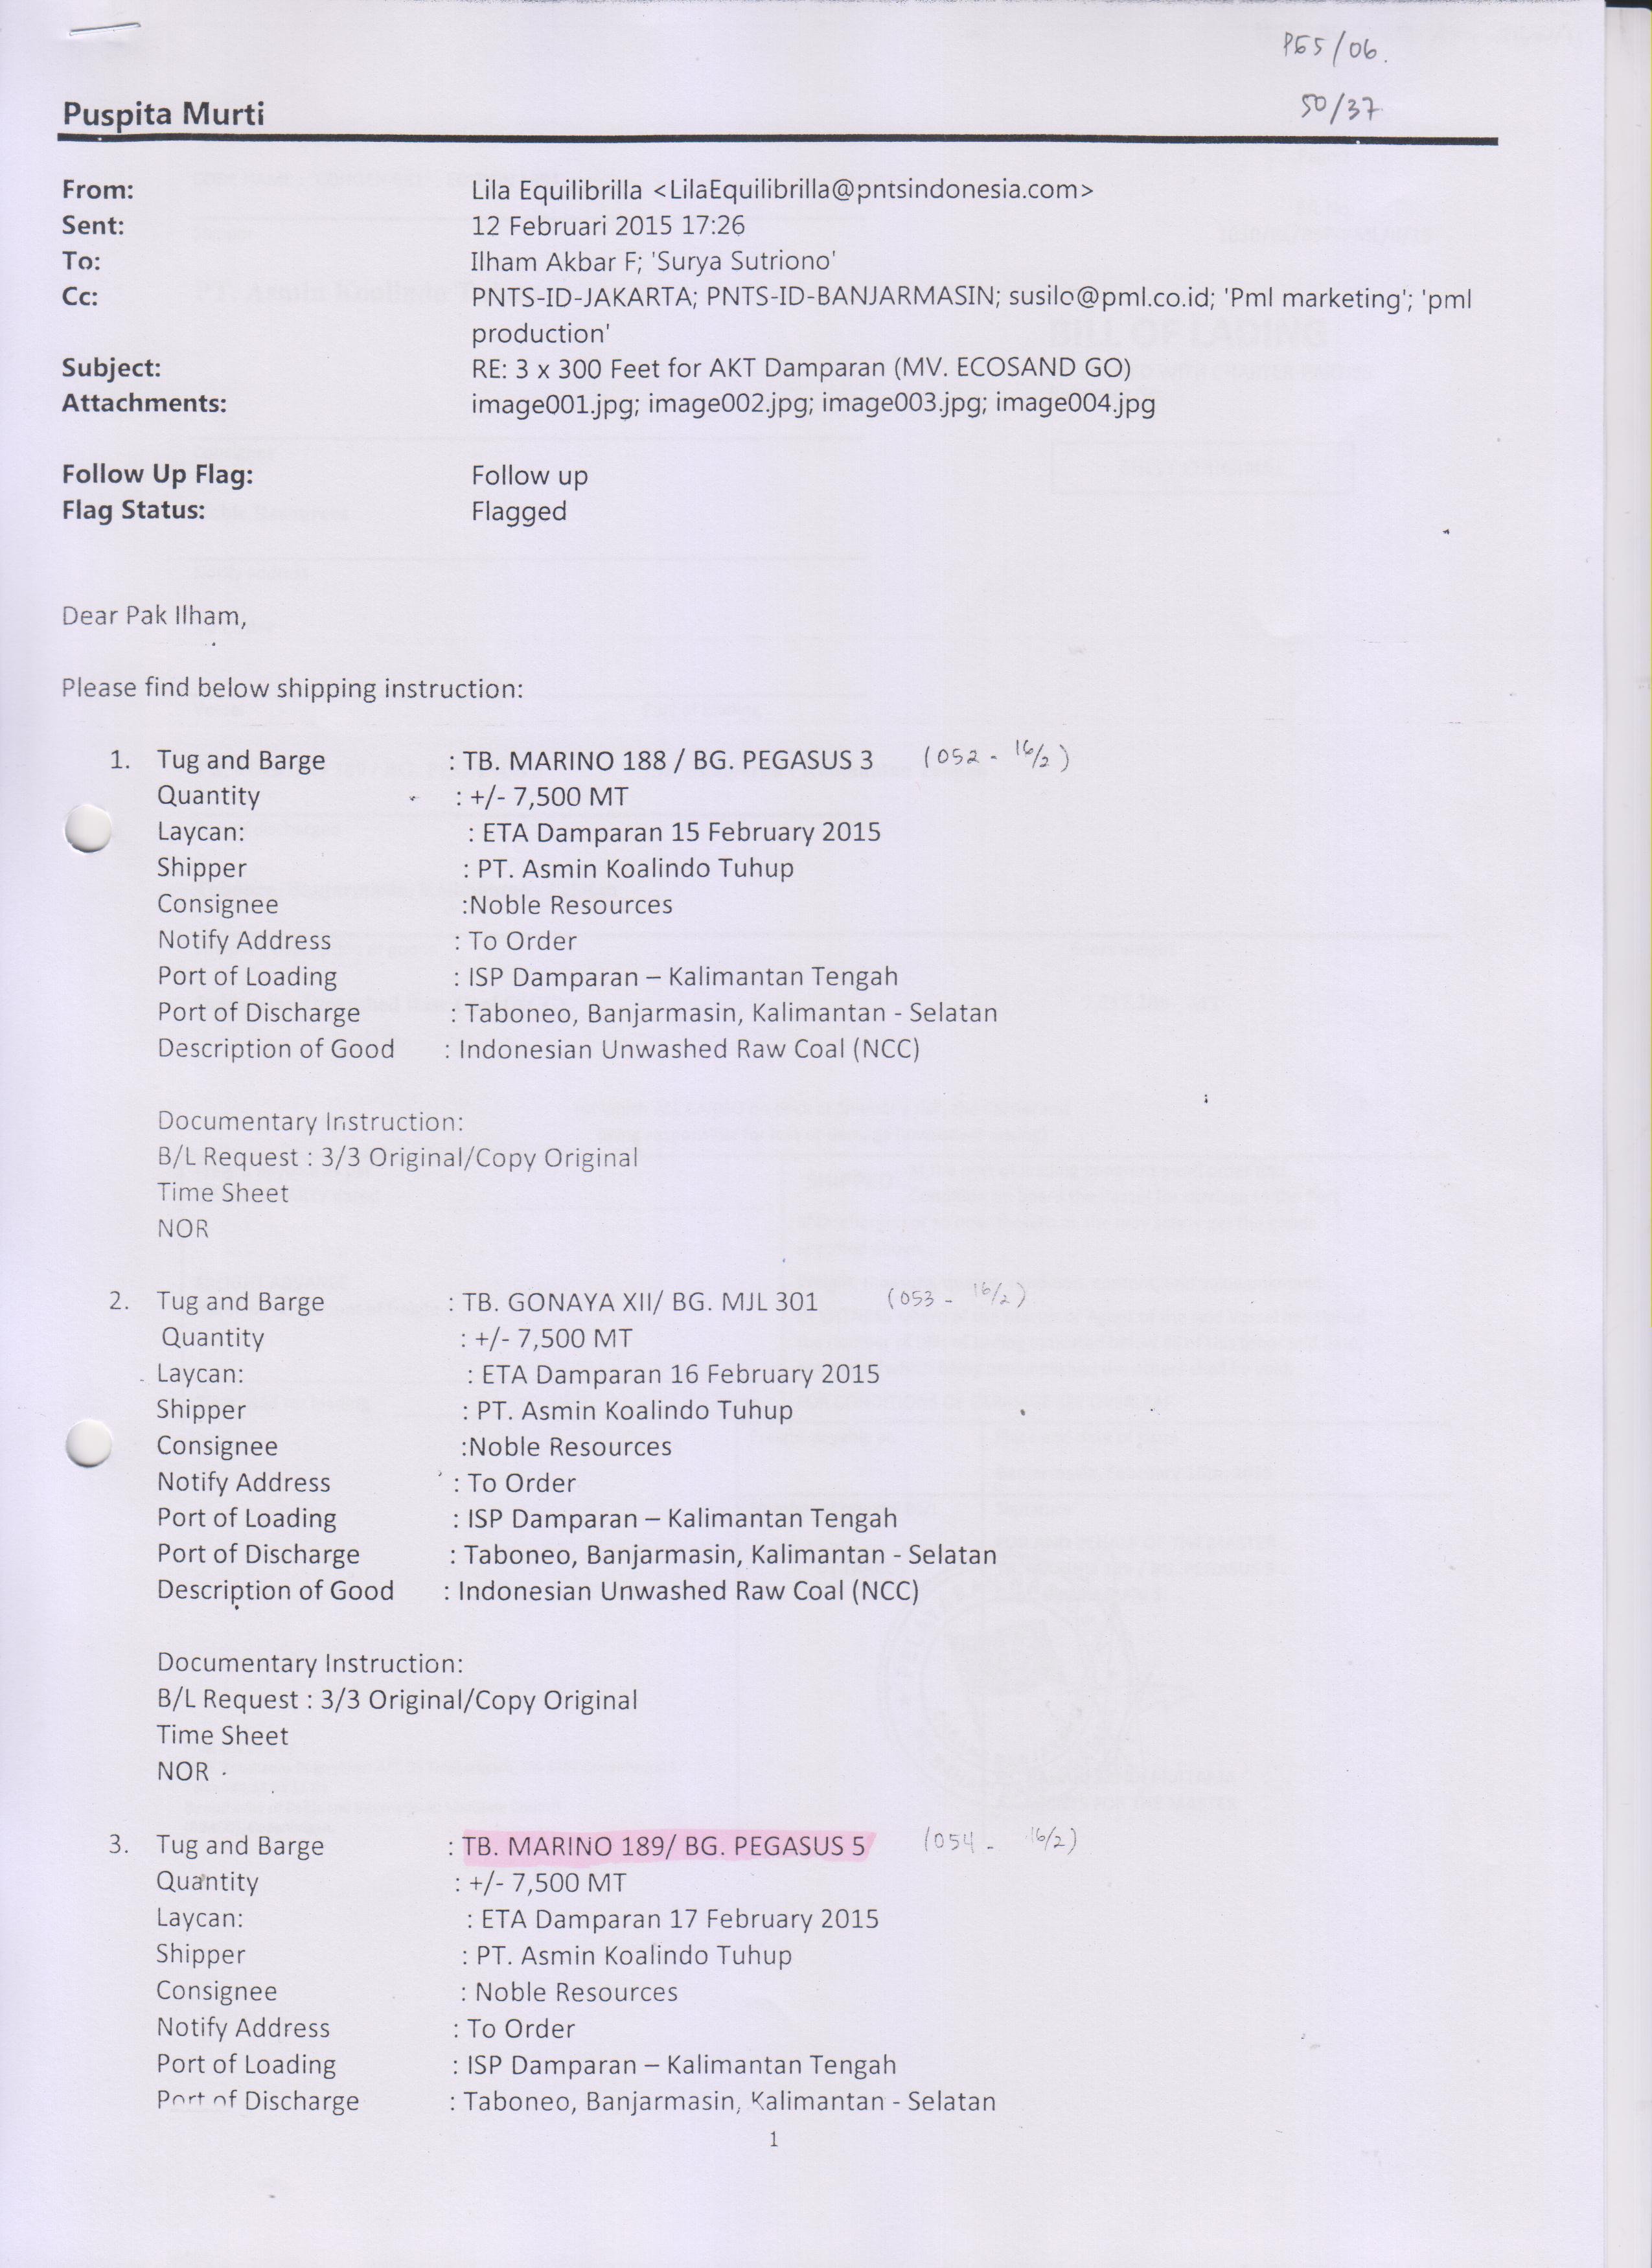 PG5/06.
50/37
Puspita Murti
From: Lila Equilibrilla <LilaEquilibrilla@pntsindonesia.com>
Sent: 12 Februari 2015 17:26
To: Ilham Akbar F; 'Surya Sutriono'
Cc: PNTS-ID-JAKARTA; PNTS-ID-BANJARMASIN; susilo@pml.co.id; 'Pml marketing'; 'pml
production'
Subject: RE: 3 x 300 Feet for AKT Damparan (MV. ECOSAND GO)
Attachments: image001.jpg; image002.jpg; image003.jpg; image004.jpg
Follow Up Flag: Follow up
Flag Status: Flagged
Dear Pak Ilham,
Please find below shipping instruction:
1. Tug and Barge : TB. MARINO 188 / BG. PEGASUS 3 (052 - 16/2)
Quantity : +/- 7,500 MT
Laycan: : ETA Damparan 15 February 2015
Shipper : PT. Asmin Koalindo Tuhup
Consignee :Noble Resources
Notify Address : To Order
Port of Loading : ISP Damparan – Kalimantan Tengah
Port of Discharge : Taboneo, Banjarmasin, Kalimantan - Selatan
Description of Good : Indonesian Unwashed Raw Coal (NCC)
Documentary Instruction:
B/L Request : 3/3 Original/Copy Original
Time Sheet
NOR
2. Tug and Barge : TB. GONAYA XII/ BG. MJL 301 (053 - 16/2)
Quantity : +/- 7,500 MT
Laycan: : ETA Damparan 16 February 2015
Shipper : PT. Asmin Koalindo Tuhup
Consignee :Noble Resources
Notify Address : To Order
Port of Loading : ISP Damparan – Kalimantan Tengah
Port of Discharge : Taboneo, Banjarmasin, Kalimantan - Selatan
Description of Good : Indonesian Unwashed Raw Coal (NCC)
Documentary Instruction:
B/L Request : 3/3 Original/Copy Original
Time Sheet
NOR
3. Tug and Barge : TB. MARINO 189/ BG. PEGASUS 5 (054 - 16/2)
Quantity : +/- 7,500 MT
Laycan: : ETA Damparan 17 February 2015
Shipper : PT. Asmin Koalindo Tuhup
Consignee : Noble Resources
Notify Address : To Order
Port of Loading : ISP Damparan – Kalimantan Tengah
Port of Discharge : Taboneo, Banjarmasin, Kalimantan - Selatan
1